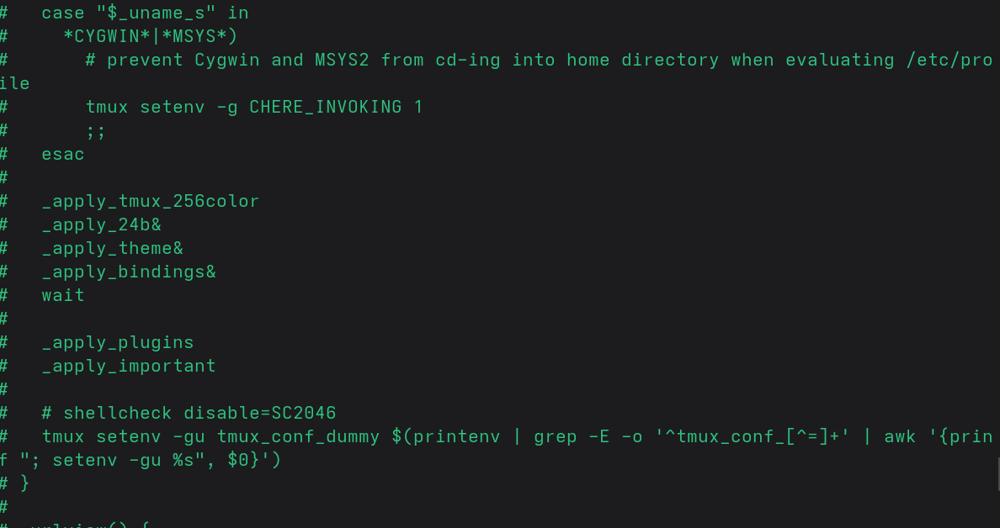 #   case "$_uname_s" in
#     *CYGWIN*|*MSYS*)
#       # prevent Cygwin and MSYS2 from cd-ing into home directory when evaluating /etc/pro
ile
#       tmux setenv -g CHERE_INVOKING 1
#       ;;
#   esac
#
#   _apply_tmux_256color
#   _apply_24b&
#   _apply_theme&
#   _apply_bindings&
#   wait
#
#   _apply_plugins
#   _apply_important
#
#   # shellcheck disable=SC2046
#   tmux setenv -gu tmux_conf_dummy $(printenv | grep -E -o '^tmux_conf_[^=]+' | awk '{prin
f "; setenv -gu %s", $0}')
# }
#